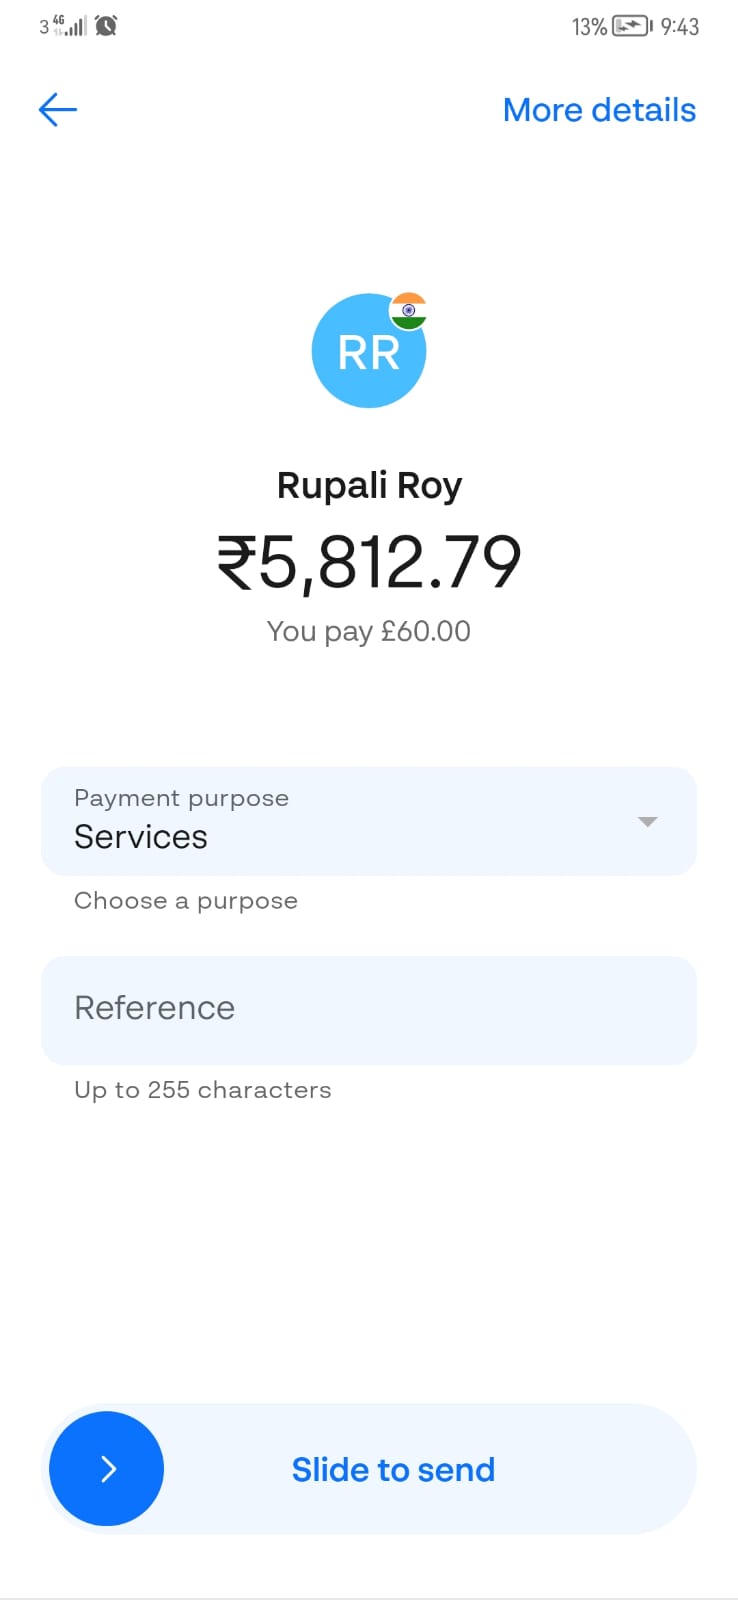 3 4G
13% 9:43
More details
RR
Rupali Roy
₹5,812.79
You pay £60.00
Payment purpose
Services
Choose a purpose
Reference
Up to 255 characters
Slide to send